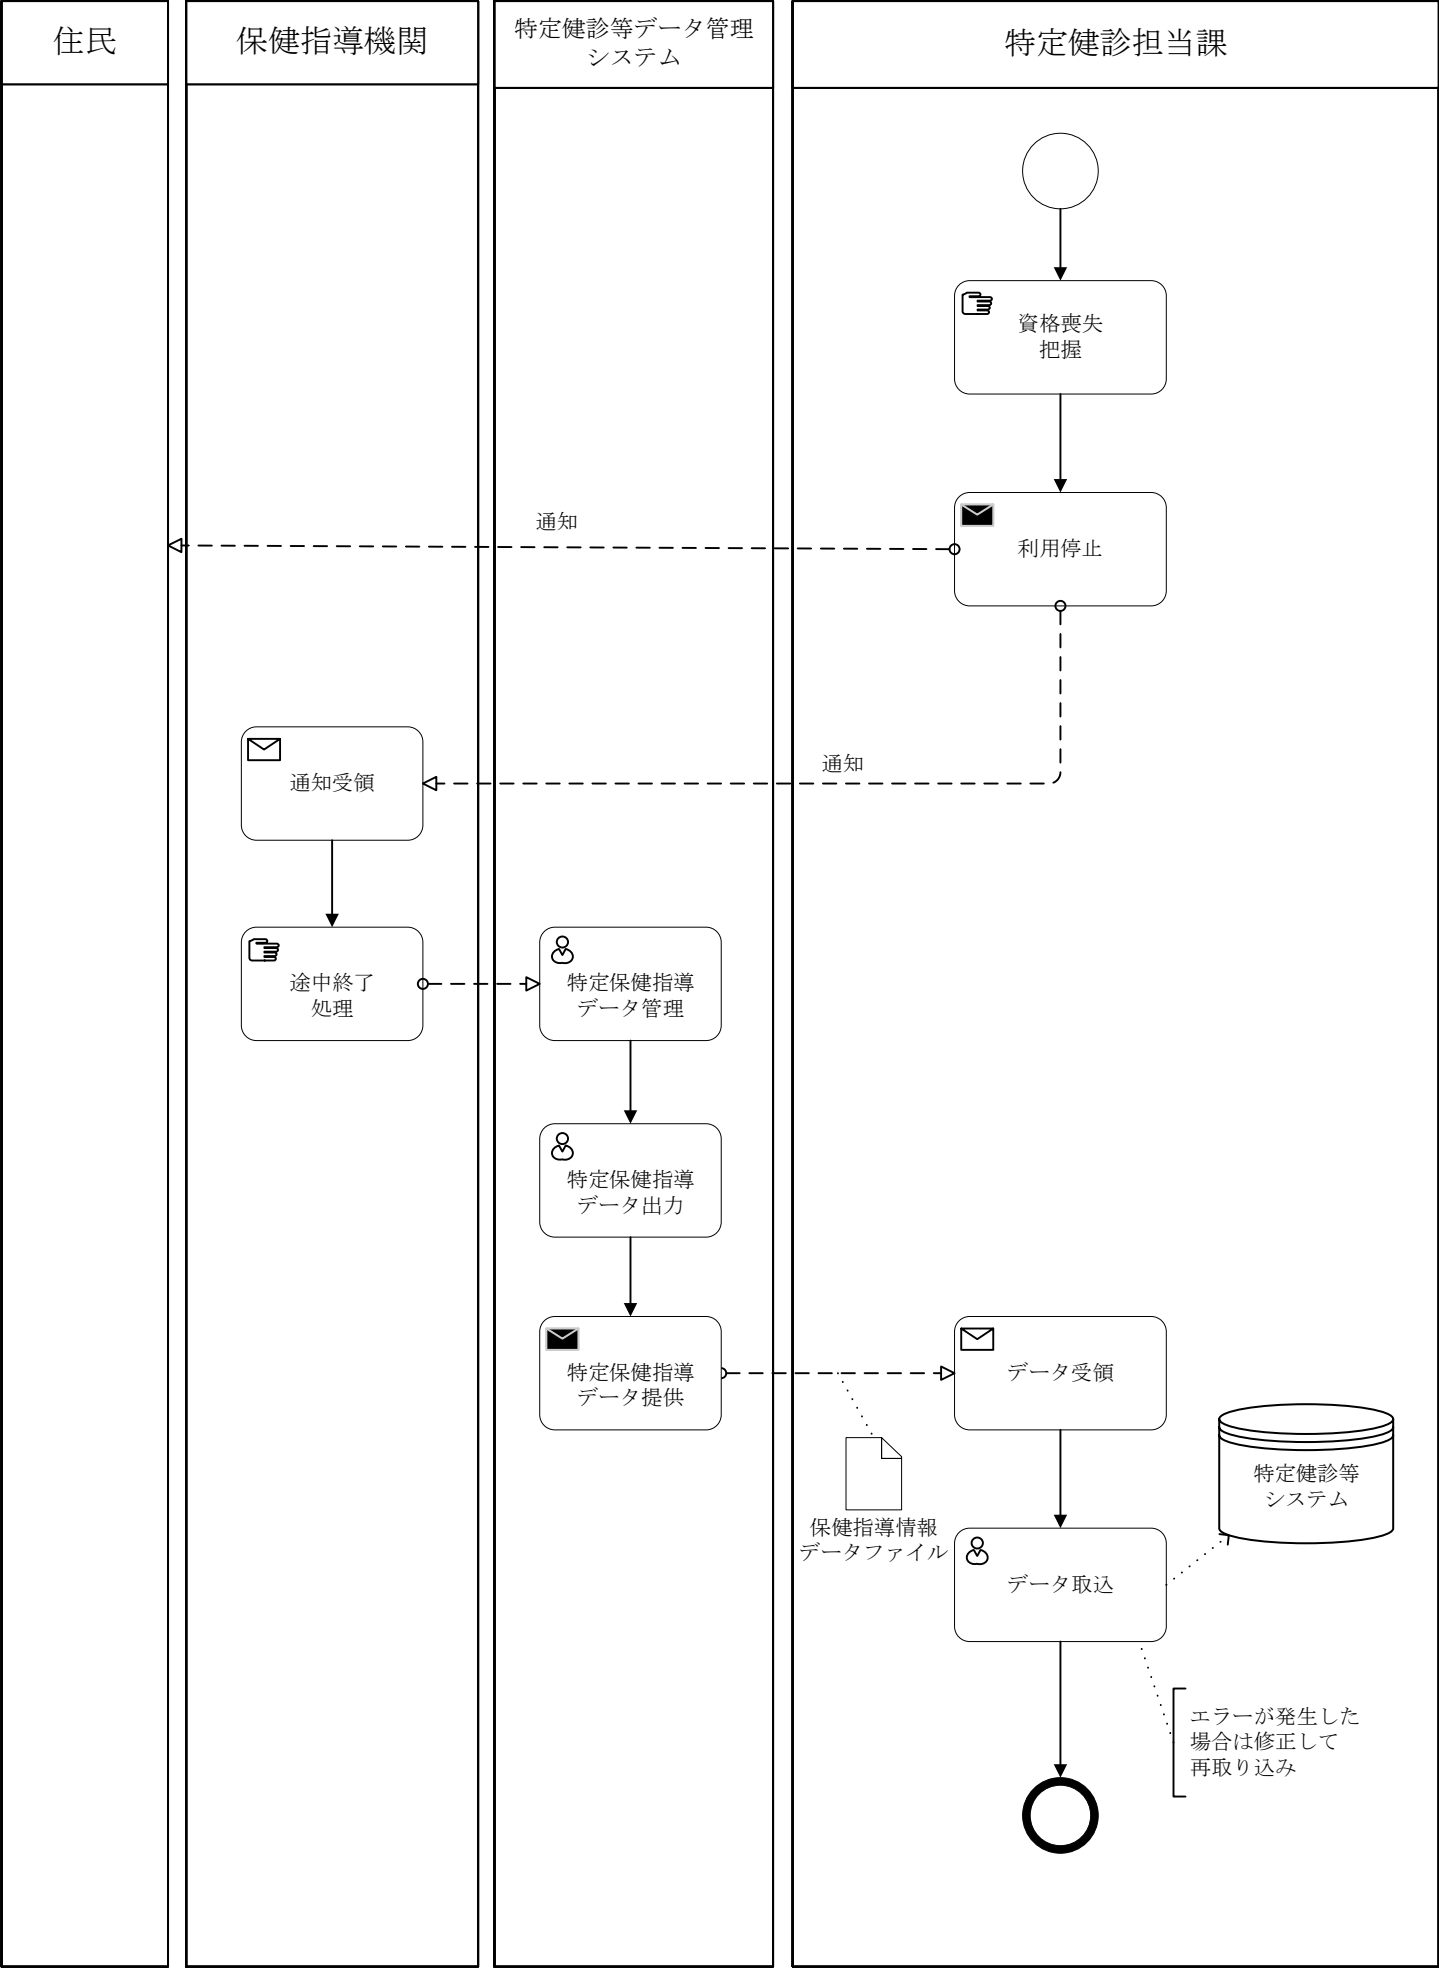 住民
保健指導機関
特定健診等データ管理
システム
特定健診担当課
資格喪失
把握
通知
利用停止
通知
通知受領
途中終了
処理
特定保健指導
データ管理
特定保健指導
データ出力
特定保健指導
データ提供
データ受領
保健指導情報
データファイル
特定健診等
システム
データ取込
エラーが発生した
場合は修正して
再取り込み